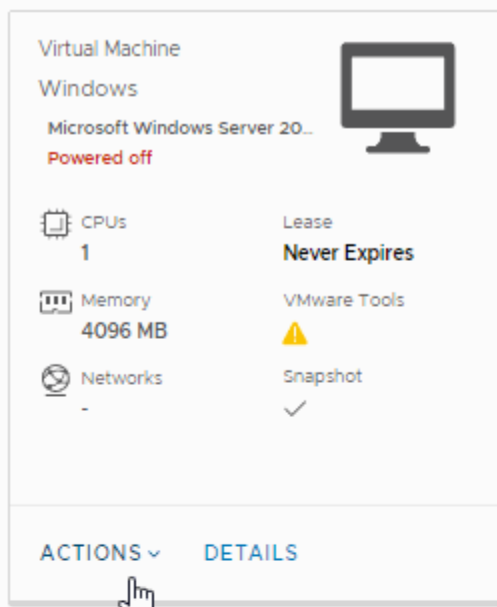 Virtual Machine
Windows
Microsoft Windows Server 20...
Powered off
CPUs
1
Lease
Never Expires
Memory
4096 MB
VMware Tools
Networks
-
Snapshot
ACTIONS
DETAILS